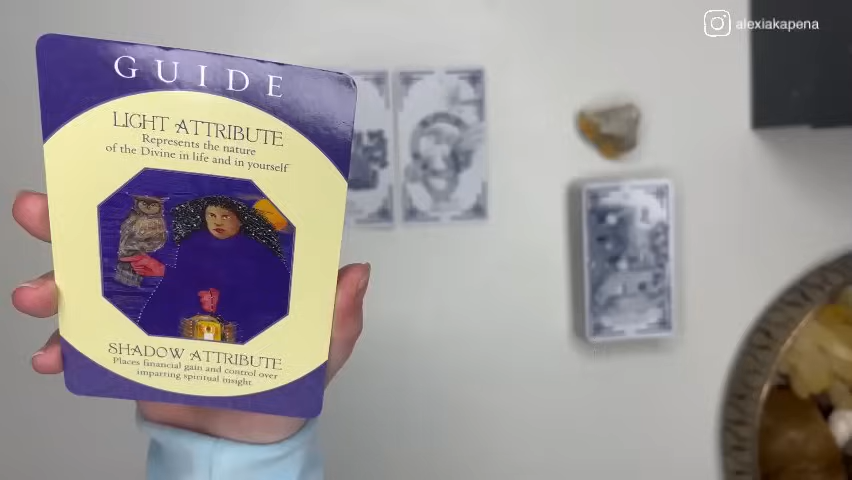 alexiakapena
GUIDE
LIGHT ATTRIBUTE
Represents the nature
of the Divine in life and in yourself
SHADOW ATTRIBUTE
Places financial gain and control over
imparting spiritual insight.